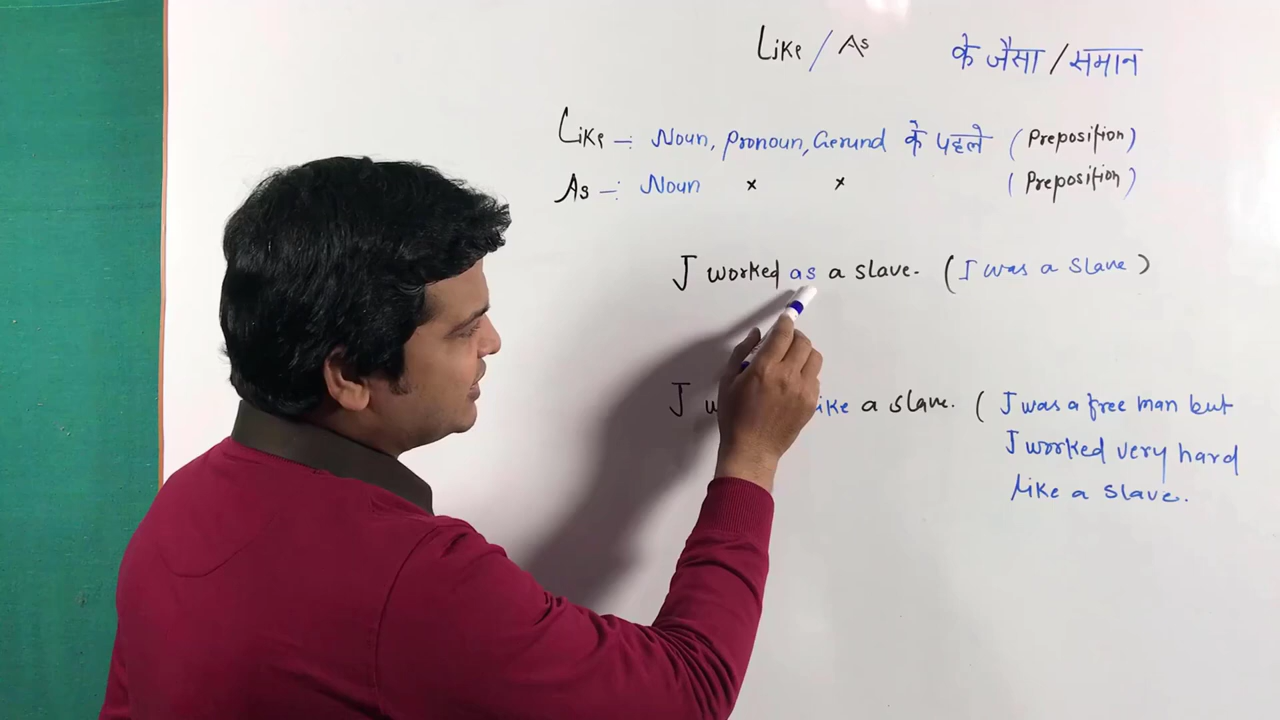 Like / As के जैसा / समान
Like -: Noun, Pronoun, Gerund के पहले (Preposition)
As -: Noun × × (Preposition)
I worked as a slave. (I was a slave)
I like a slave. ( I was a free man but
I worked very hard
like a slave.